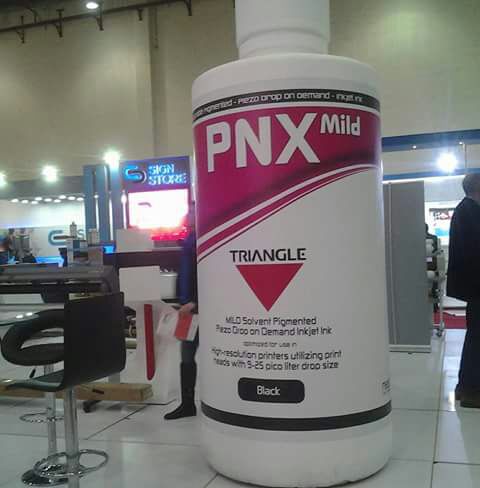 Pigmented - Piezo Drop on Demand - Inkjet Ink
PNX Mild
SIGN
STORE
TRIANGLE
MILD Solvent Pigmented
Piezo Drop on Demand Inkjet Ink
optimized for use in
High-resolution printers utilizing print
heads with 5-25 pico liter drop size
Black